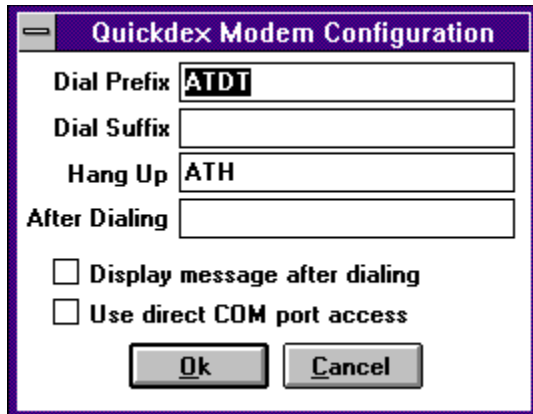 Quickdex Modem Configuration
Dial Prefix ATDT
Dial Suffix
Hang Up ATH
After Dialing
Display message after dialing
Use direct COM port access
Ok Cancel